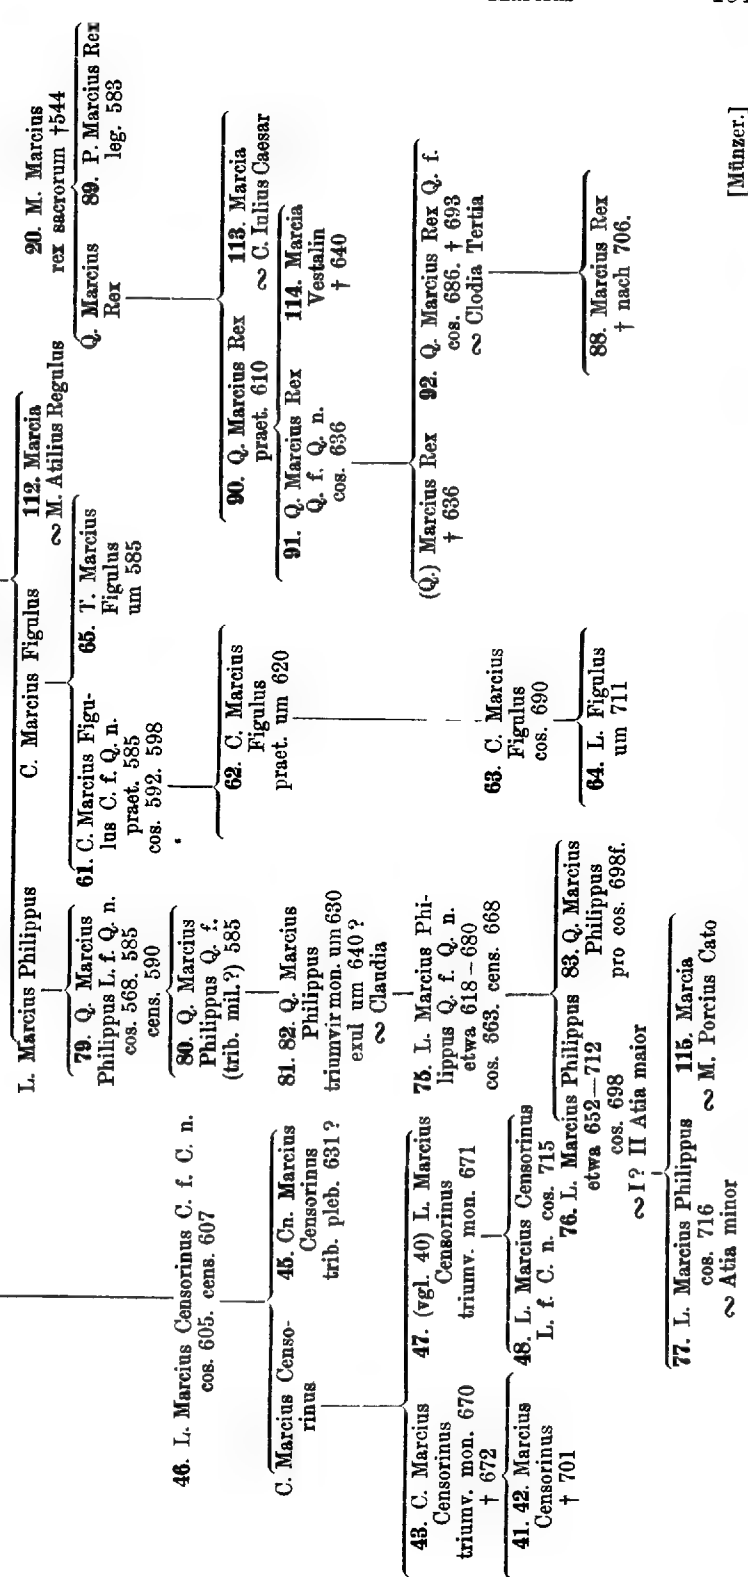 20. M. Marcius
rex sacrorum †544
Q. Marcius
Rex
89. P. Marcius Rex
leg. 583
L. Marcius Philippus
C. Marcius Figulus
112. Marcia
∾ M. Atilius Regulus
79. Q. Marcius
Philippus L. f. Q. n.
cos. 568. 585
cens. 590
61. C. Marcius Figu-
lus C. f. Q. n.
praet. 585
cos. 592. 598
65. T. Marcius
Figulus
um 585
90. Q. Marcius Rex
praet. 610
113. Marcia
∾ C. Iulius Caesar
46. L. Marcius Censorinus C. f. C. n.
cos. 605. cens. 607
80. Q. Marcius
Philippus Q. f.
(trib. mil.?) 585
62. C. Marcius
Figulus
praet. um 620
91. Q. Marcius Rex
Q. f. Q. n.
cos. 636
114. Marcia
Vestalin
† 640
C. Marcius Censo-
rinus
45. Cn. Marcius
Censorinus
trib. pleb. 631?
81. 82. Q. Marcius
Philippus
triumvir mon. um 630
exul um 640?
∾ Claudia
(Q.) Marcius Rex
† 636
92. Q. Marcius Rex Q. f.
cos. 686. † 693
∾ Clodia Tertia
43. C. Marcius
Censorinus
triumv. mon. 670
† 672
47. (vgl. 40) L. Marcius
Censorinus
triumv. mon. 671
75. L. Marcius Phi-
lippus Q. f. Q. n.
etwa 618–680
cos. 663. cens. 668
63. C. Marcius
Figulus
cos. 690
41. 42. Marcius
Censorinus
† 701
48. L. Marcius Censorinus
L. f. C. n. cos. 715
76. L. Marcius Philippus
etwa 652–712
cos. 698
∾ I? II Atia maior
83. Q. Marcius
Philippus
pro cos. 698f.
64. L. Figulus
um 711
88. Marcius Rex
† nach 706.
77. L. Marcius Philippus
cos. 716
∾ Atia minor
115. Marcia
∾ M. Porcius Cato
[Münzer.]